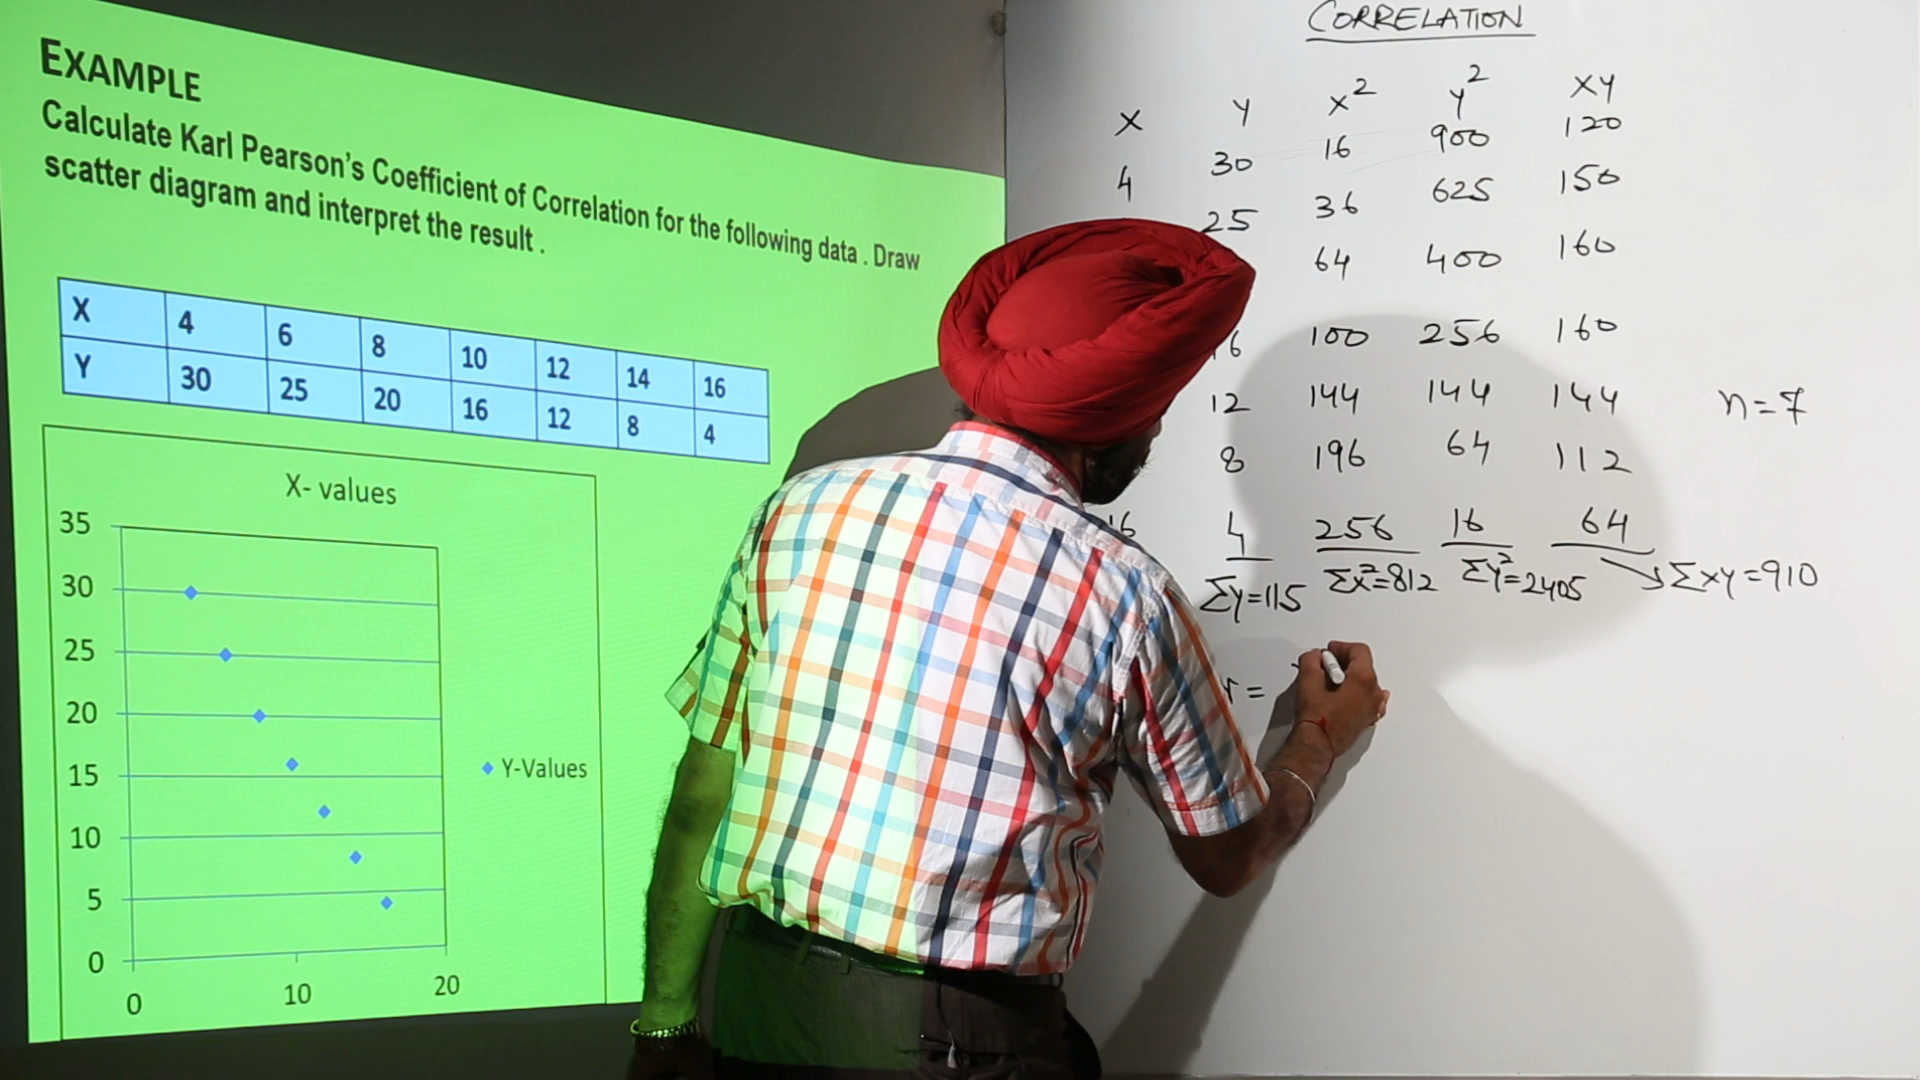 EXAMPLE
Calculate Karl Pearson's Coefficient of Correlation for the following data . Draw
scatter diagram and interpret the result .
X 4 6 8 10 12 14 16
Y 30 25 20 16 12 8 4
X- values
35
30
25
20
15
10
5
0
0 10 20
Y-Values
CORRELATION
X Y X² Y² XY
4 30 16 900 120
25 36 625 150
64 400 160
16 100 256 160
12 144 144 144
n=7
8 196 64 112
16 4 256 16 64
Σy=115 Σx²=812 Σy²=2405 Σxy=910
r =